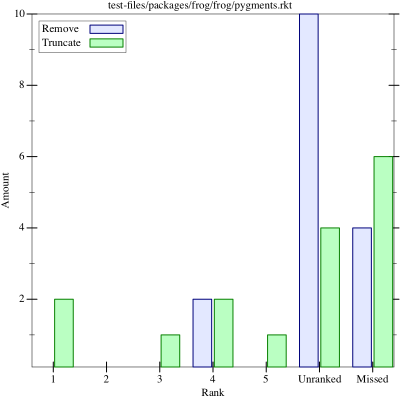 test-files/packages/frog/frog/pygments.rkt
Remove
Truncate
10
8
6
4
2
Amount
1 2 3 4 5 Unranked Missed
Rank